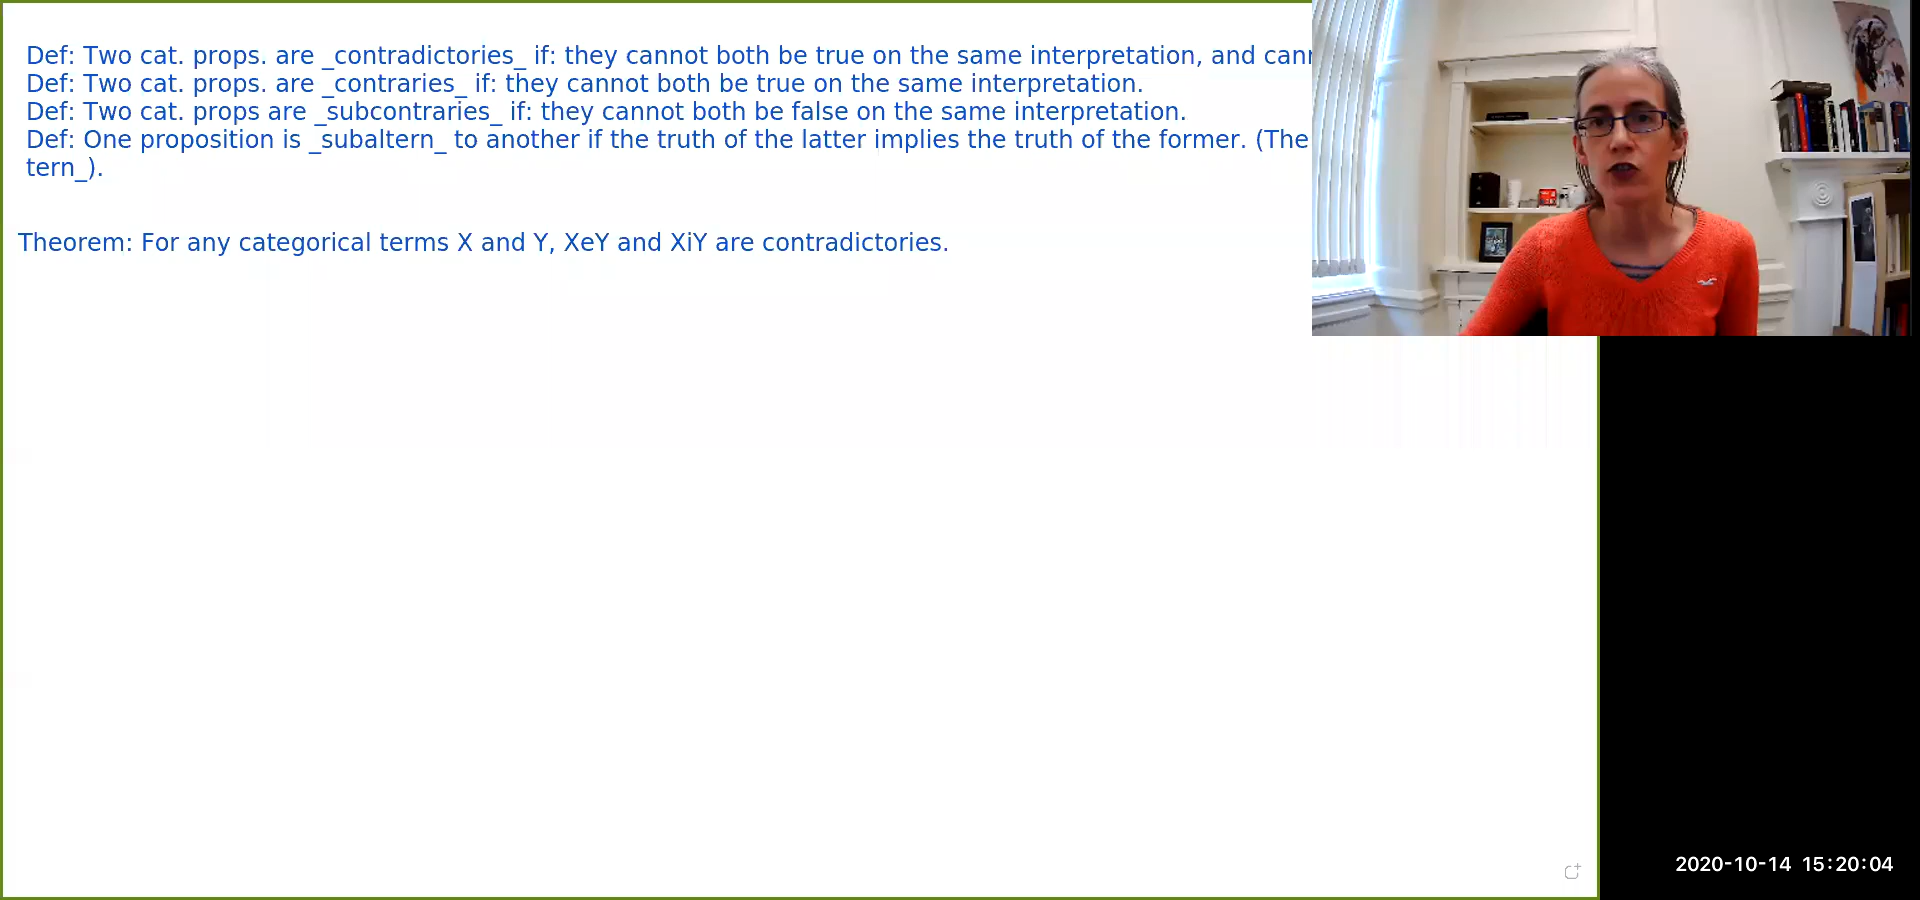 Def: Two cat. props. are _contradictories_ if: they cannot both be true on the same interpretation, and
Def: Two cat. props. are _contraries_ if: they cannot both be true on the same interpretation.
Def: Two cat. props are _subcontraries_ if: they cannot both be false on the same interpretation.
Def: One proposition is _subaltern_ to another if the truth of the latter implies the truth of the former. (The
tern_).
Theorem: For any categorical terms X and Y, XeY and XiY are contradictories.
2020-10-14 15:20:04